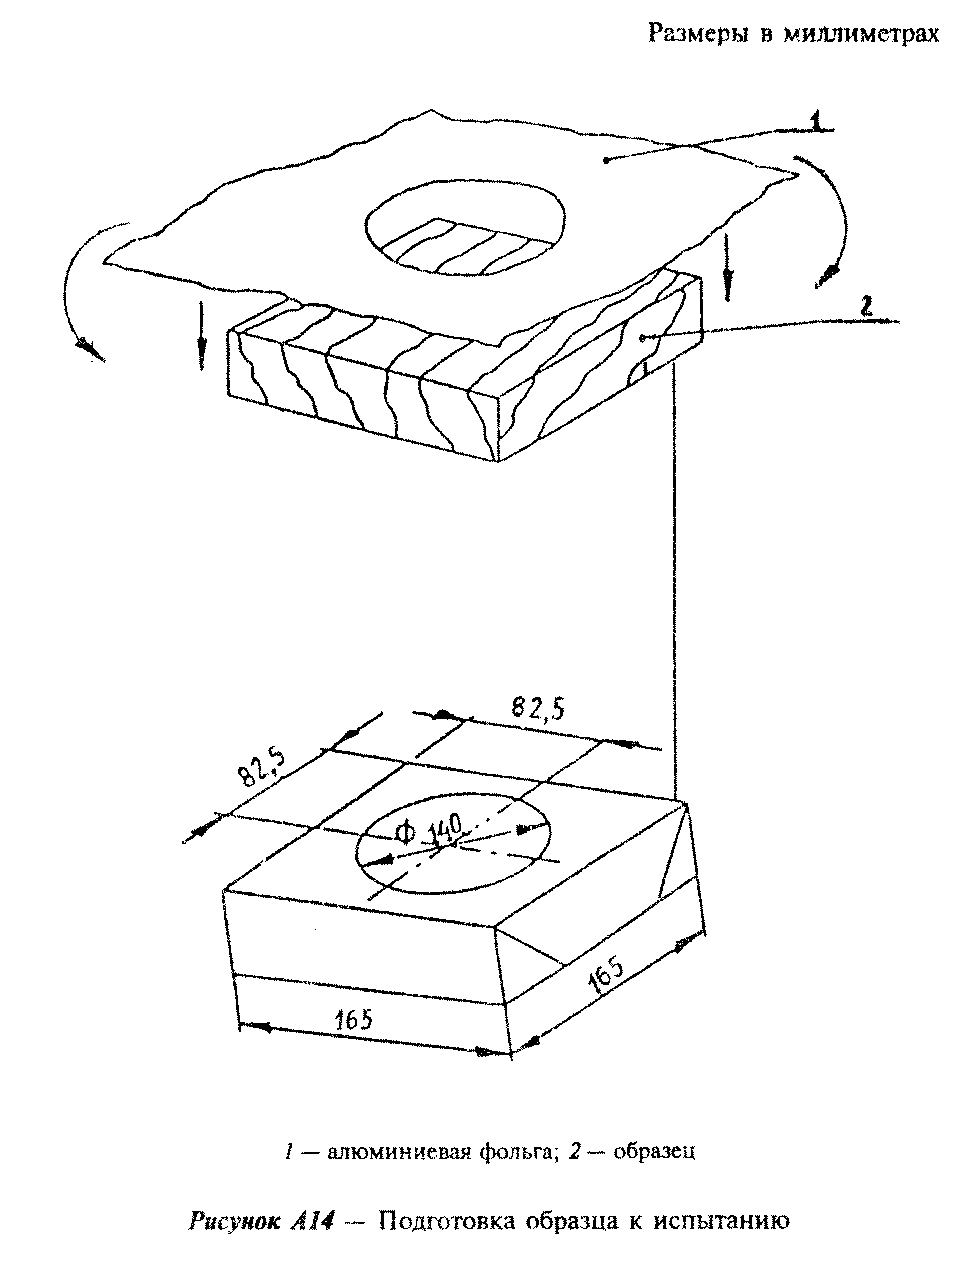 Размеры в миллиметрах
1
2
82,5
82,5
Ф 140
165
165
1 — алюминиевая фольга; 2 — образец
Рисунок А14 — Подготовка образца к испытанию